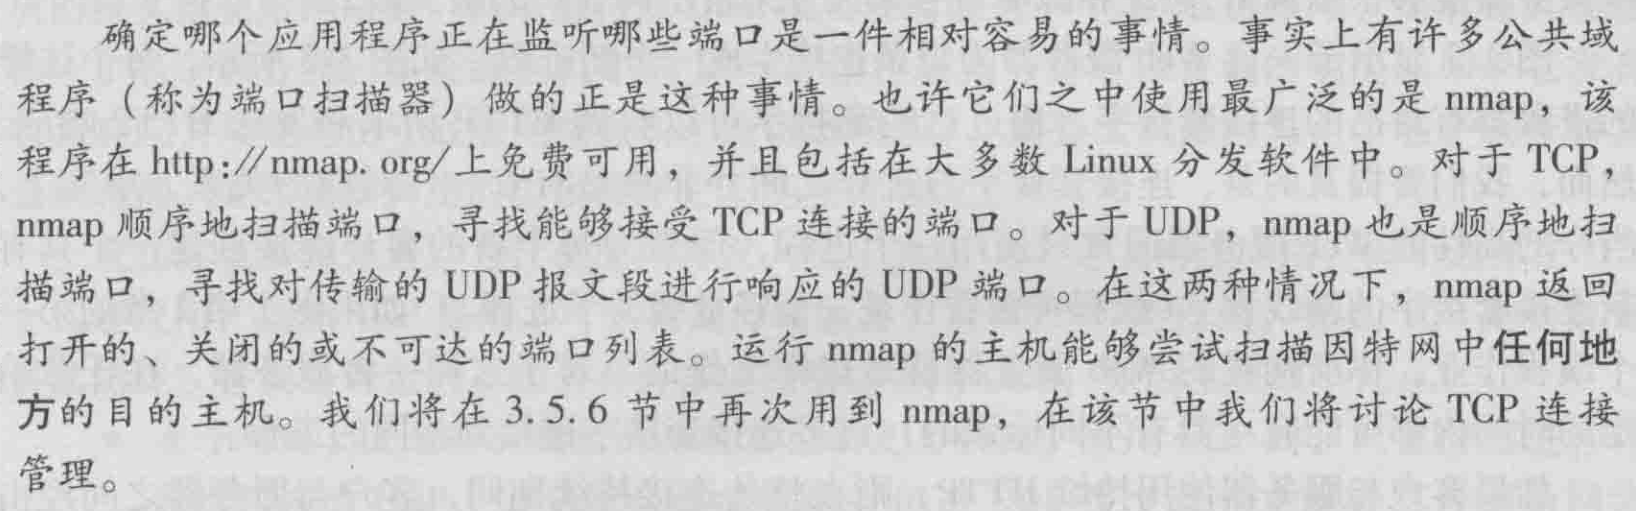 确定哪个应用程序正在监听哪些端口是一件相对容易的事情。事实上有许多公共域
程序（称为端口扫描器）做的正是这种事情。也许它们之中使用最广泛的是 nmap，该
程序在 http://nmap. org/上免费可用，并且包括在大多数 Linux 分发软件中。对于 TCP，
nmap 顺序地扫描端口，寻找能够接受 TCP 连接的端口。对于 UDP，nmap 也是顺序地扫
描端口，寻找对传输的 UDP 报文段进行响应的 UDP 端口。在这两种情况下，nmap 返回
打开的、关闭的或不可达的端口列表。运行 nmap 的主机能够尝试扫描因特网中任何地
方的目的主机。我们将在 3. 5. 6 节中再次用到 nmap，在该节中我们将讨论 TCP 连接
管理。